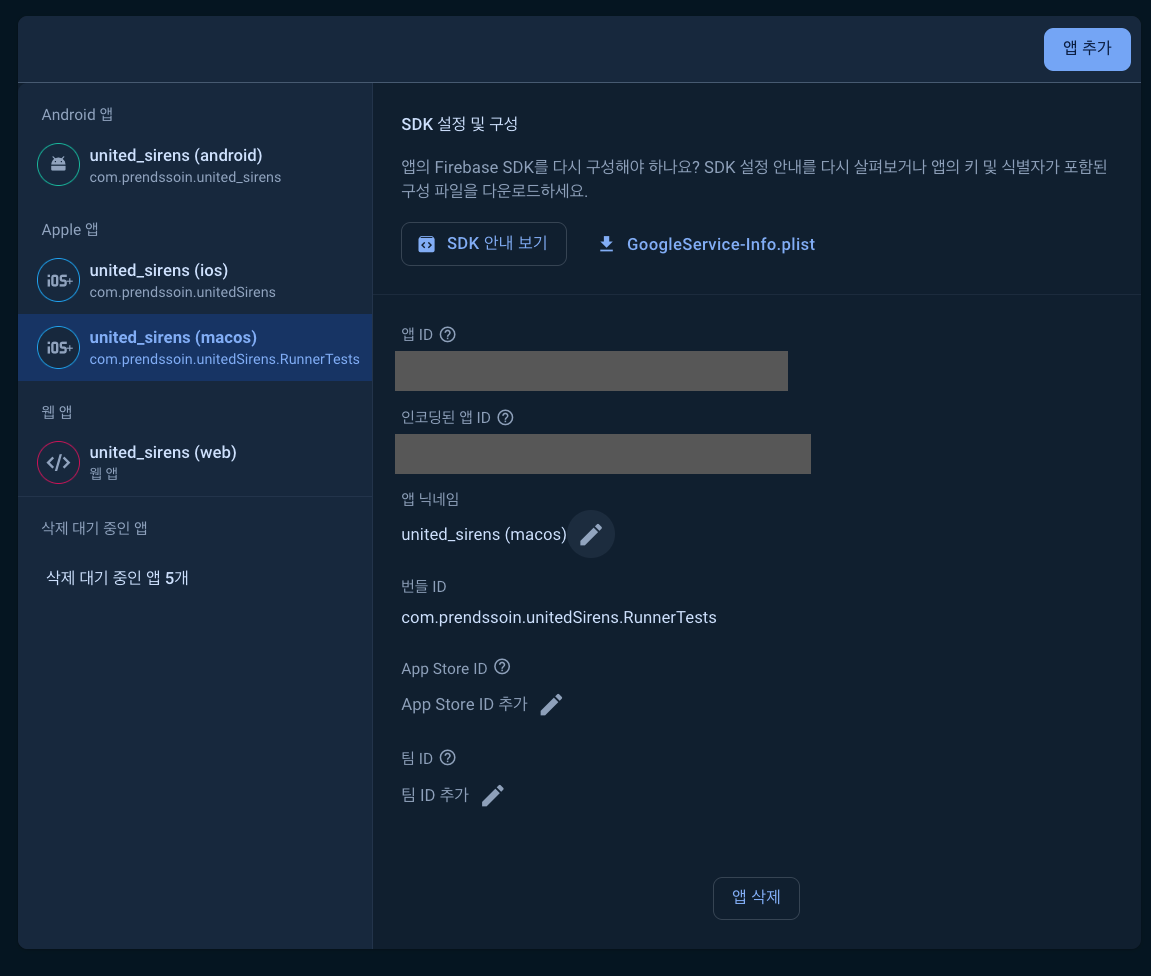 앱 추가
Android 앱
united_sirens (android)
com.prendssoin.united_sirens
Apple 앱
iOS+
united_sirens (ios)
com.prendssoin.unitedSirens
iOS+
united_sirens (macos)
com.prendssoin.unitedSirens.RunnerTests
웹 앱
united_sirens (web)
웹 앱
삭제 대기 중인 앱
삭제 대기 중인 앱 5개
SDK 설정 및 구성
앱의 Firebase SDK를 다시 구성해야 하나요? SDK 설정 안내를 다시 살펴보거나 앱의 키 및 식별자가 포함된
구성 파일을 다운로드하세요.
SDK 안내 보기
GoogleService-Info.plist
앱 ID
인코딩된 앱 ID
앱 닉네임
united_sirens (macos)
번들 ID
com.prendssoin.unitedSirens.RunnerTests
App Store ID
App Store ID 추가
팀 ID
팀 ID 추가
앱 삭제